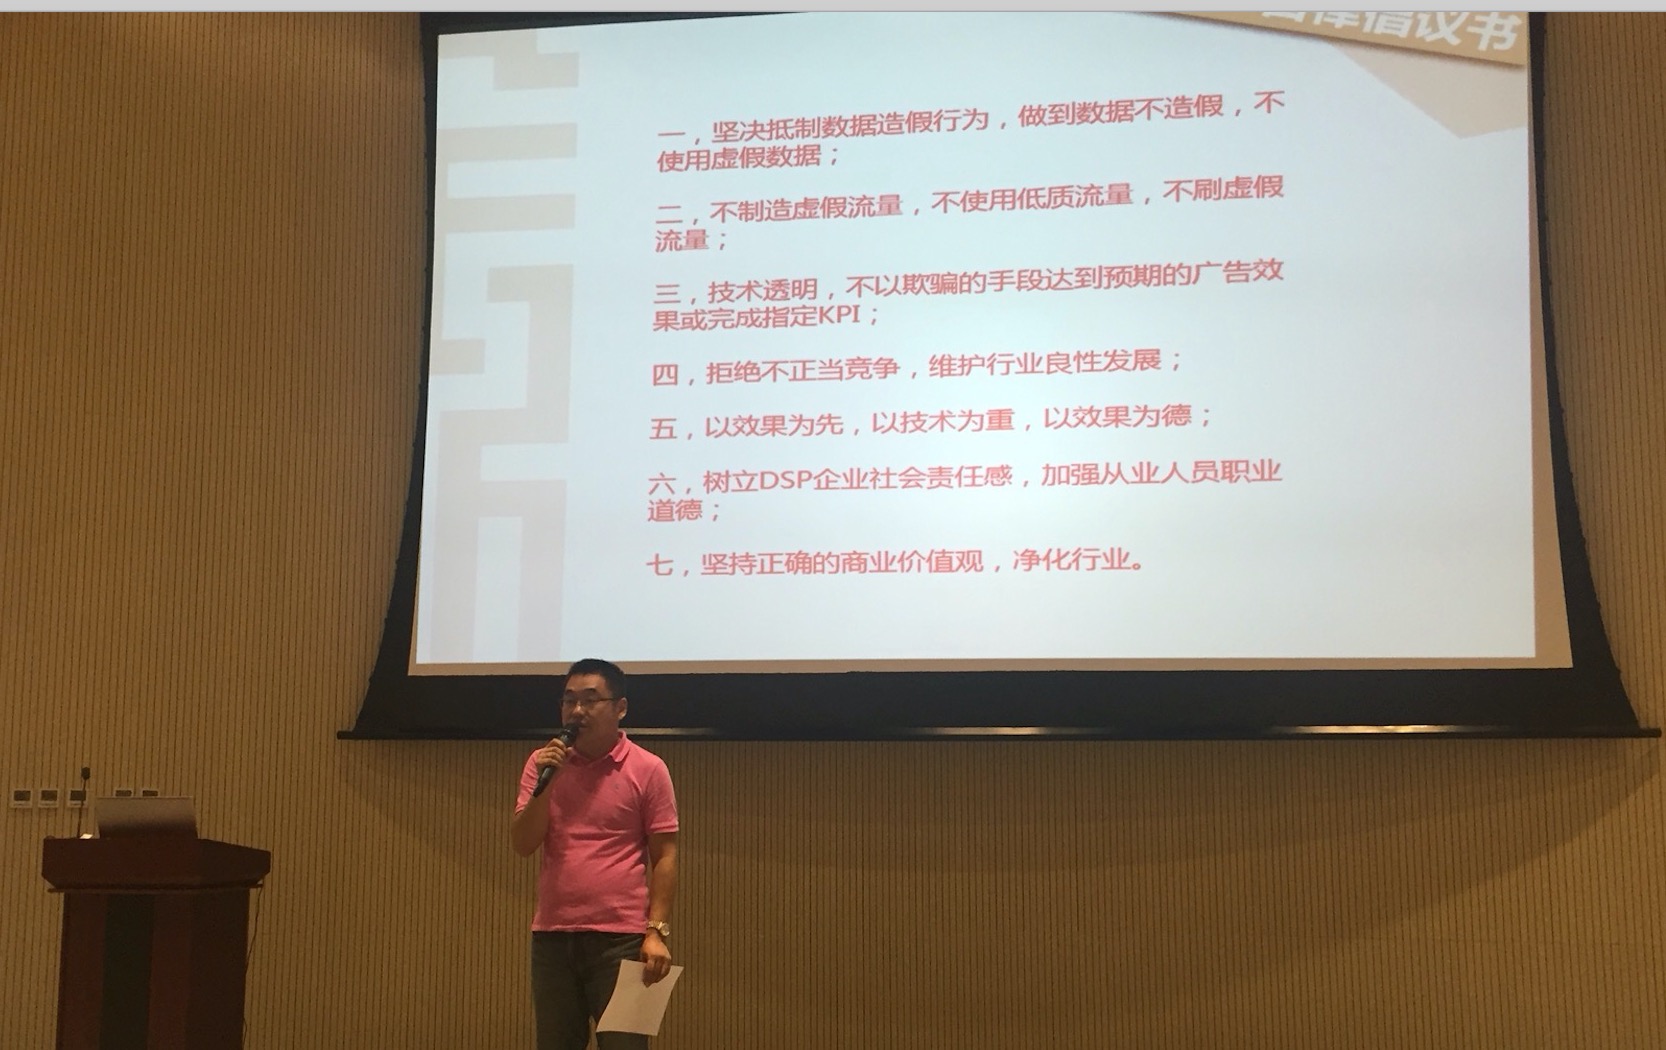 自律倡议书
一，坚决抵制数据造假行为，做到数据不造假，不
使用虚假数据；
二，不制造虚假流量，不使用低质流量，不刷虚假
流量；
三，技术透明，不以欺骗的手段达到预期的广告效
果或完成指定KPI；
四，拒绝不正当竞争，维护行业良性发展；
五，以效果为先，以技术为重，以效果为德；
六，树立DSP企业社会责任感，加强从业人员职业
道德；
七，坚持正确的商业价值观，净化行业。